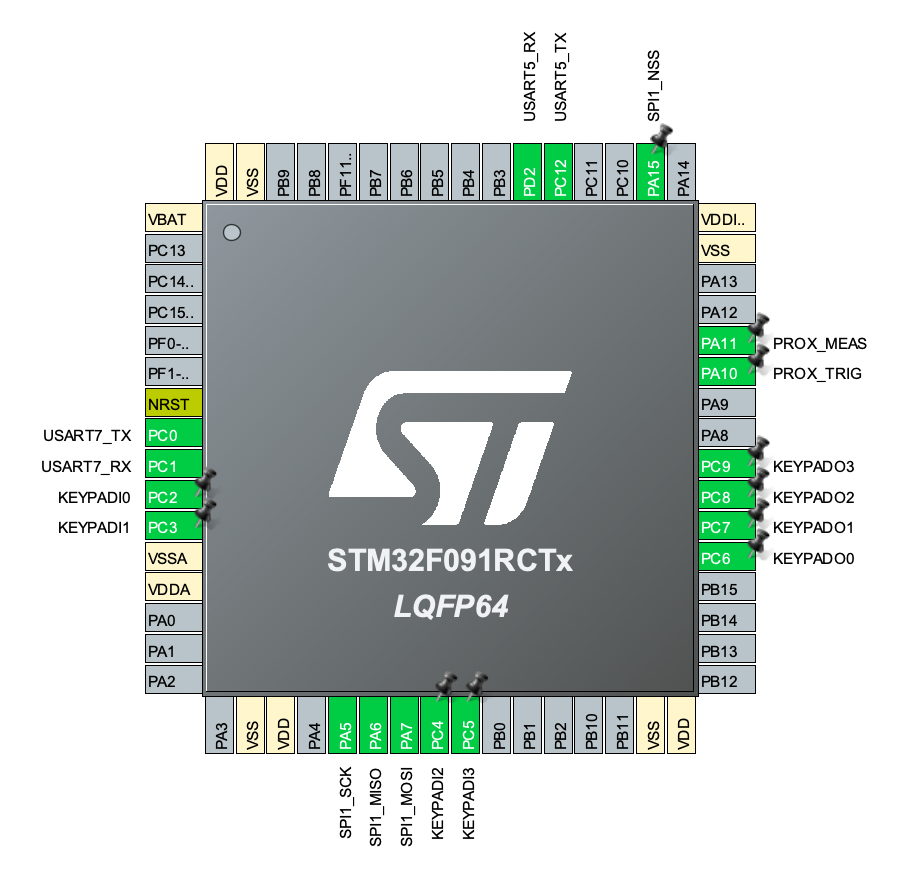 USART5_RX
USART5_TX
SPI1_NSS
VDD
VSS
PB9
PB8
PF11..
PB7
PB6
PB5
PB4
PB3
PD2
PC12
PC11
PC10
PA15
PA14
VBAT
PC13
PC14..
PC15..
PF0-..
PF1-..
NRST
USART7_TX PC0
USART7_RX PC1
KEYPADI0 PC2
KEYPADI1 PC3
VSSA
VDDA
PA0
PA1
PA2
VDDI..
VSS
PA13
PA12
PA11 PROX_MEAS
PA10 PROX_TRIG
PA9
PA8
PC9 KEYPADO3
PC8 KEYPADO2
PC7 KEYPADO1
PC6 KEYPADO0
PB15
PB14
PB13
PB12
ST
STM32F091RCTx
LQFP64
PA3
VSS
VDD
PA4
PA5
PA6
PA7
PC4
PC5
PB0
PB1
PB2
PB10
PB11
VSS
VDD
SPI1_SCK
SPI1_MISO
SPI1_MOSI
KEYPADI2
KEYPADI3